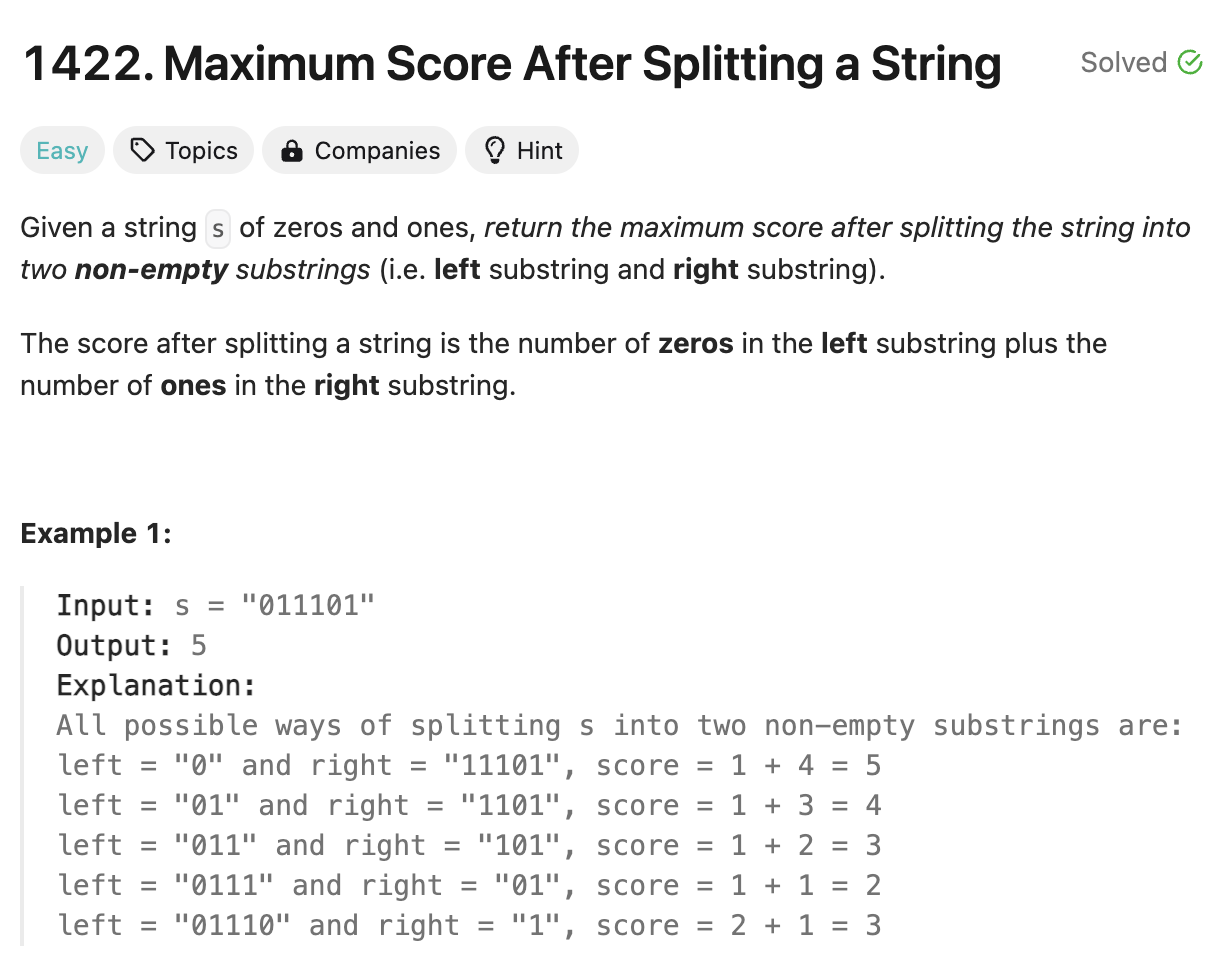 1422. Maximum Score After Splitting a String
Solved
Easy Topics Companies Hint
Given a string s of zeros and ones, return the maximum score after splitting the string into
two non-empty substrings (i.e. left substring and right substring).
The score after splitting a string is the number of zeros in the left substring plus the
number of ones in the right substring.
Example 1:
Input: s = "011101"
Output: 5
Explanation:
All possible ways of splitting s into two non-empty substrings are:
left = "0" and right = "11101", score = 1 + 4 = 5
left = "01" and right = "1101", score = 1 + 3 = 4
left = "011" and right = "101", score = 1 + 2 = 3
left = "0111" and right = "01", score = 1 + 1 = 2
left = "01110" and right = "1", score = 2 + 1 = 3